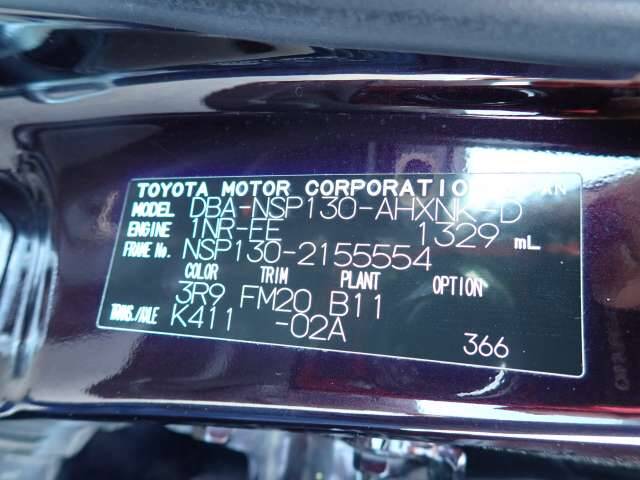 TOYOTA MOTOR CORPORATION
MODEL DBA-NSP130-AHXNK-D
ENGINE 1NR-FE 1329 mL
FRAME No. NSP130-2155554
COLOR TRIM PLANT OPTION
3R9 FM20 B11
TRANS./AXLE K411 -02A
366